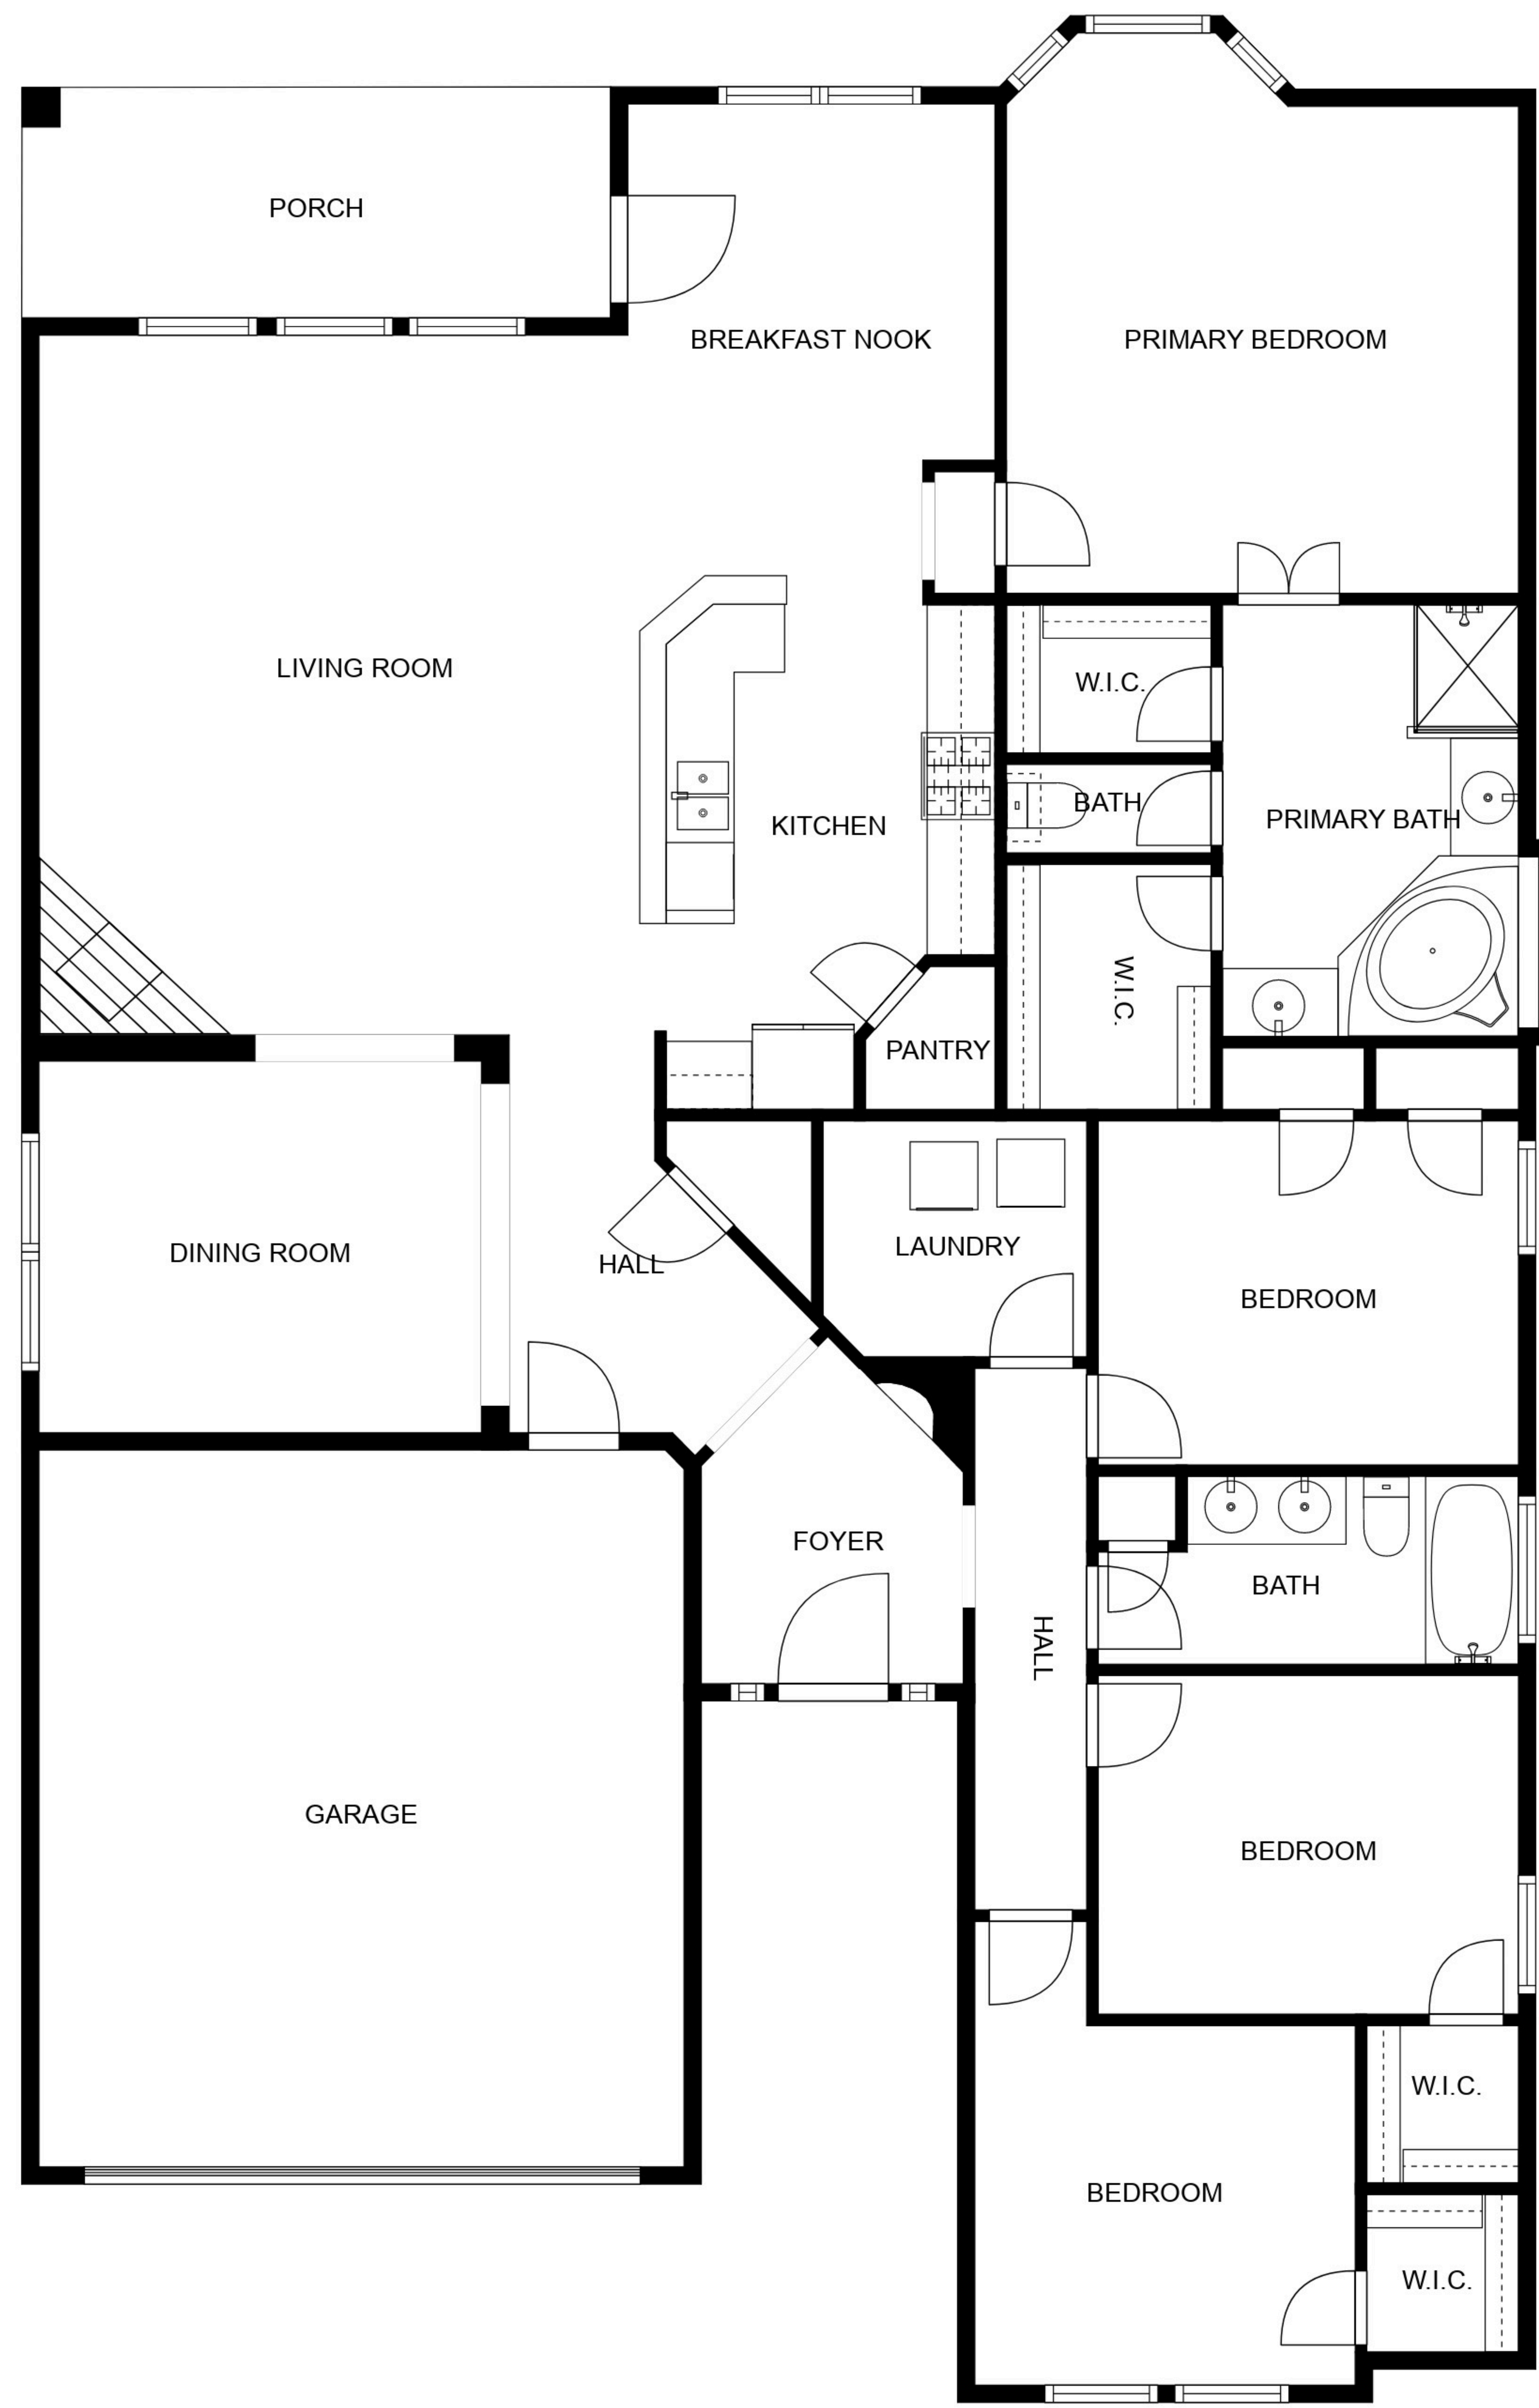 PORCH
BREAKFAST NOOK
PRIMARY BEDROOM
LIVING ROOM
W.I.C.
BATH
PRIMARY BATH
KITCHEN
W.I.C.
PANTRY
LAUNDRY
DINING ROOM
HALL
BEDROOM
FOYER
BATH
HALL
GARAGE
BEDROOM
W.I.C.
BEDROOM
W.I.C.